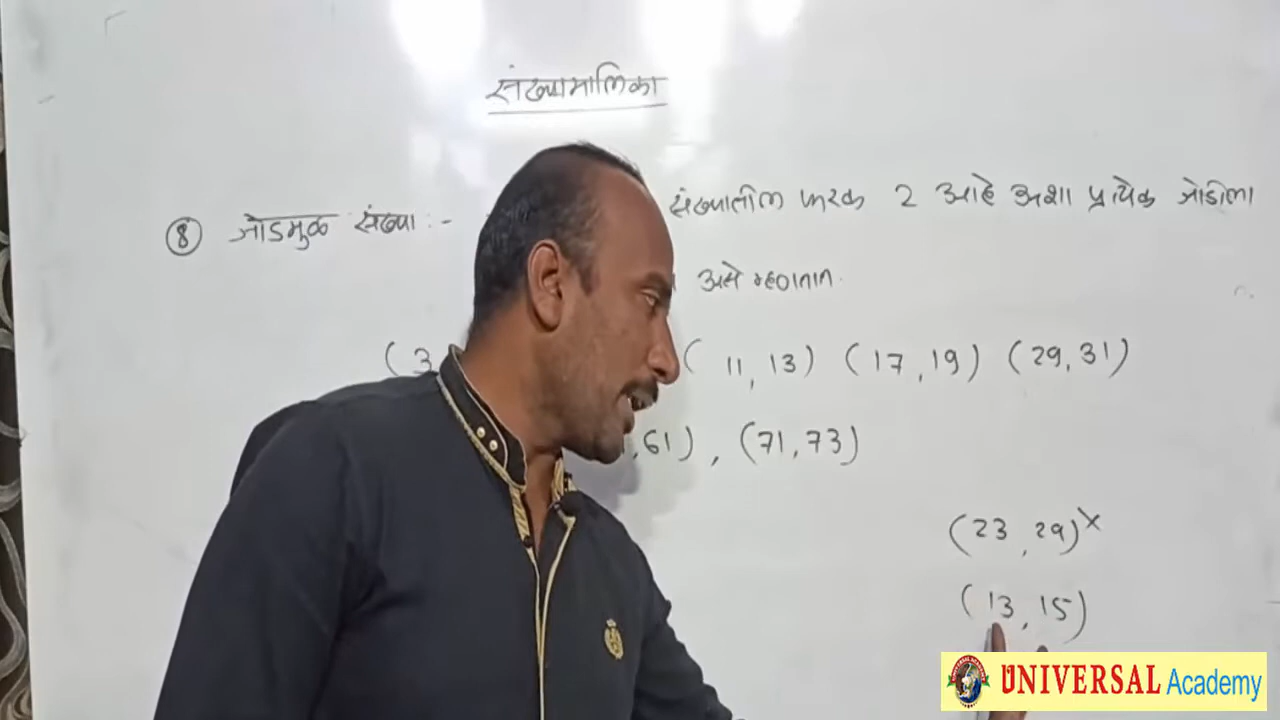 संख्यामालिका
⑧ जोडमुळ संख्या :- संख्यातील फरक 2 आहे अशा प्रत्येक जोडीला
असे म्हणतात.
(3 ( 11, 13) (17, 19) (29, 31)
,61) , (71, 73)
(23, 29)×
(13, 15)
UNIVERSAL Academy